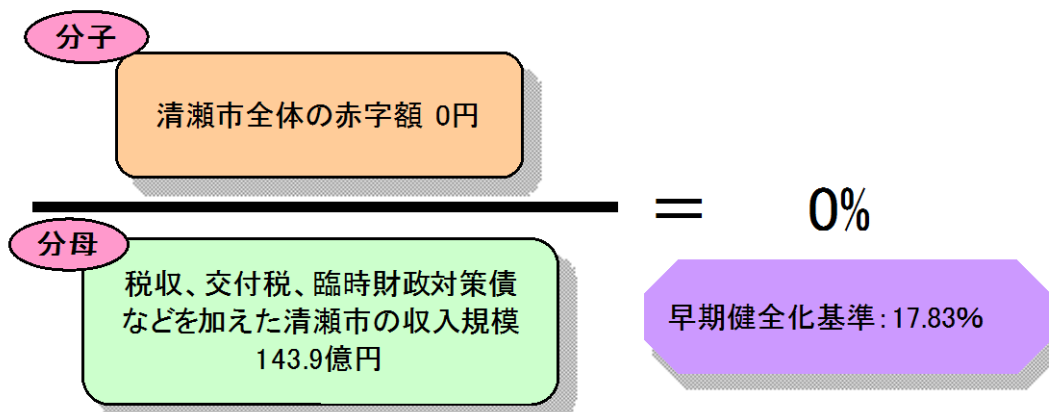 分子
清瀬市全体の赤字額 0円
= 0%
分母
税収、交付税、臨時財政対策債
などを加えた清瀬市の収入規模
143.9億円
早期健全化基準:17.83%